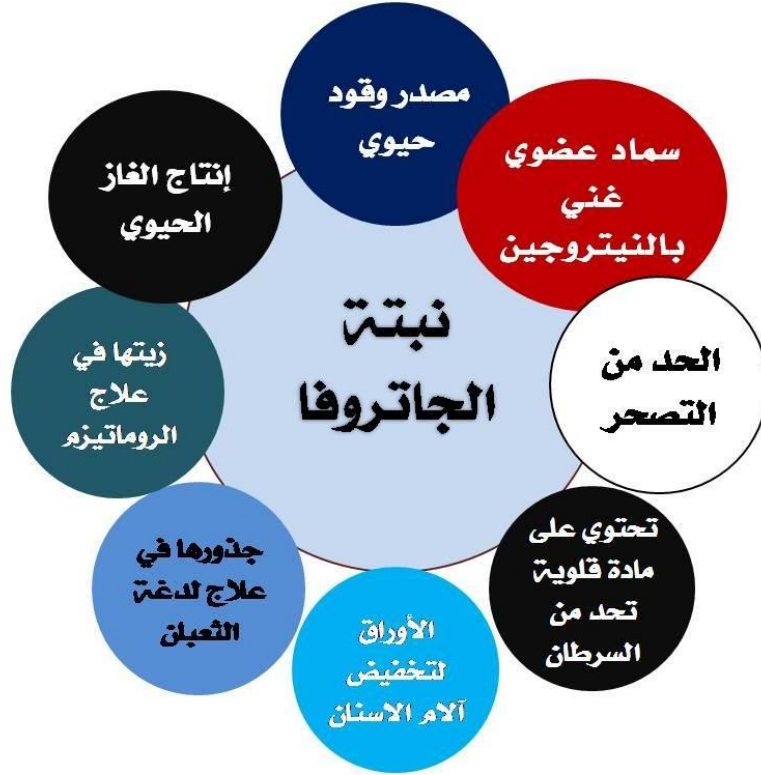 نبتة
الجاتروفا
مصدر وقود
حيوي
سماد عضوي
غني
بالنيتروجين
الحد من
التصحر
تحتوي على
مادة قلوية
تحد من
السرطان
الأوراق
لتخفيض
آلام الاسنان
جذورها في
علاج لدغة
الثعبان
زيتها في
علاج
الروماتيزم
إنتاج الغاز
الحيوي